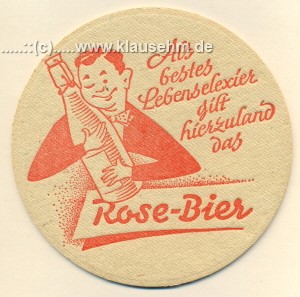 .....::(c).....www.klausehm.de
Als
bestes
Lebenselexier
gilt
hierzuland
das
Rose-Bier